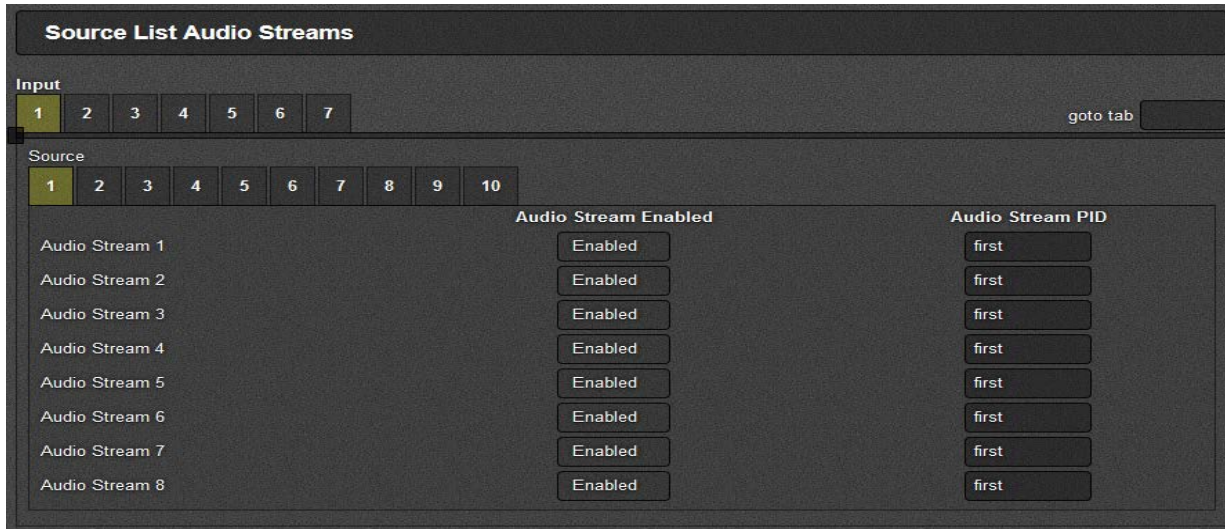 Source List Audio Streams
Input
1 2 3 4 5 6 7 goto tab
Source
1 2 3 4 5 6 7 8 9 10
Audio Stream Enabled Audio Stream PID
Audio Stream 1 Enabled first
Audio Stream 2 Enabled first
Audio Stream 3 Enabled first
Audio Stream 4 Enabled first
Audio Stream 5 Enabled first
Audio Stream 6 Enabled first
Audio Stream 7 Enabled first
Audio Stream 8 Enabled first